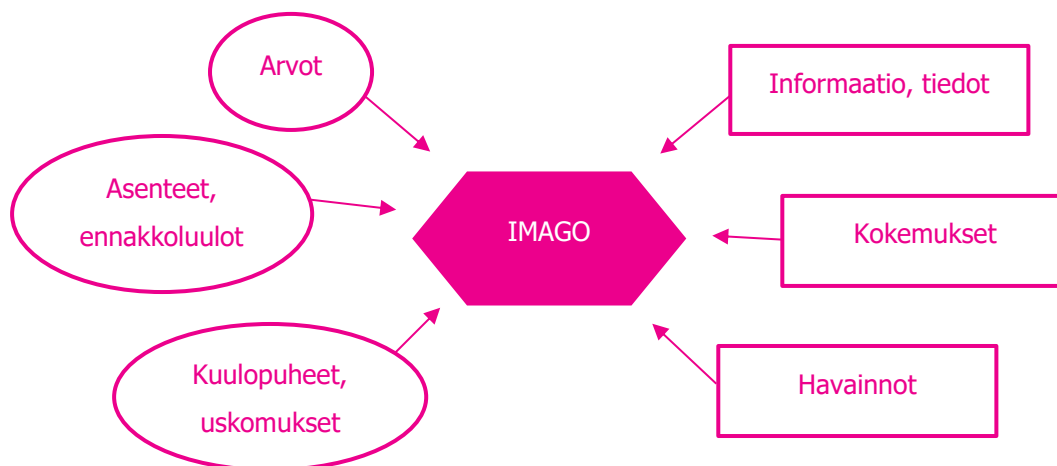 Arvot
Informaatio, tiedot
Asenteet,
ennakkoluulot
IMAGO
Kokemukset
Kuulopuheet,
uskomukset
Havainnot